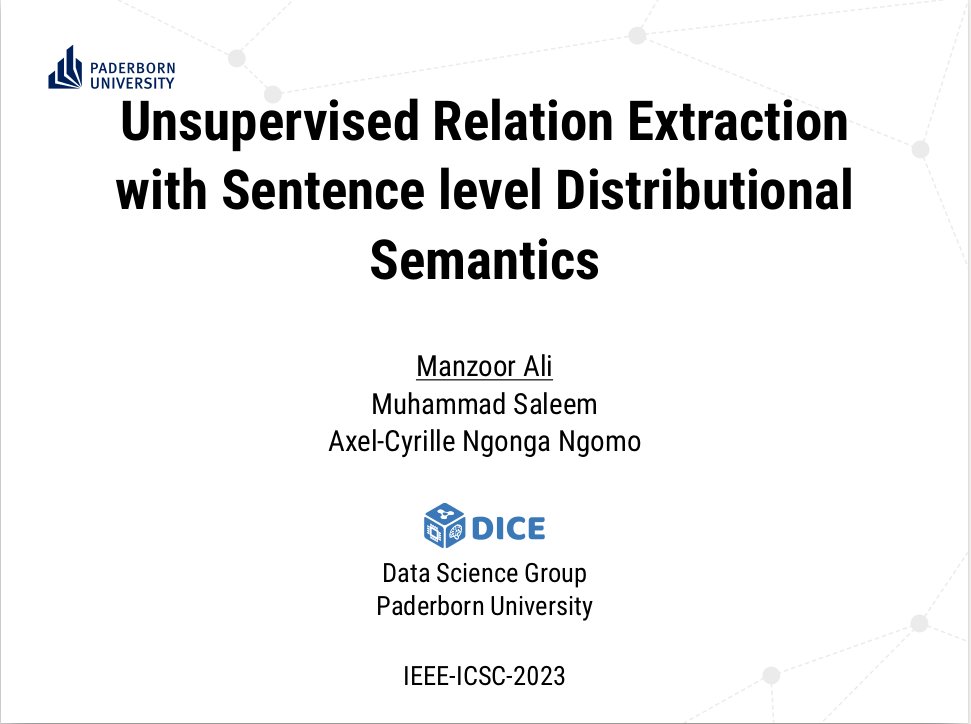 PADERBORN
UNIVERSITY
Unsupervised Relation Extraction
with Sentence level Distributional
Semantics
Manzoor Ali
Muhammad Saleem
Axel-Cyrille Ngonga Ngomo
DICE
Data Science Group
Paderborn University
IEEE-ICSC-2023